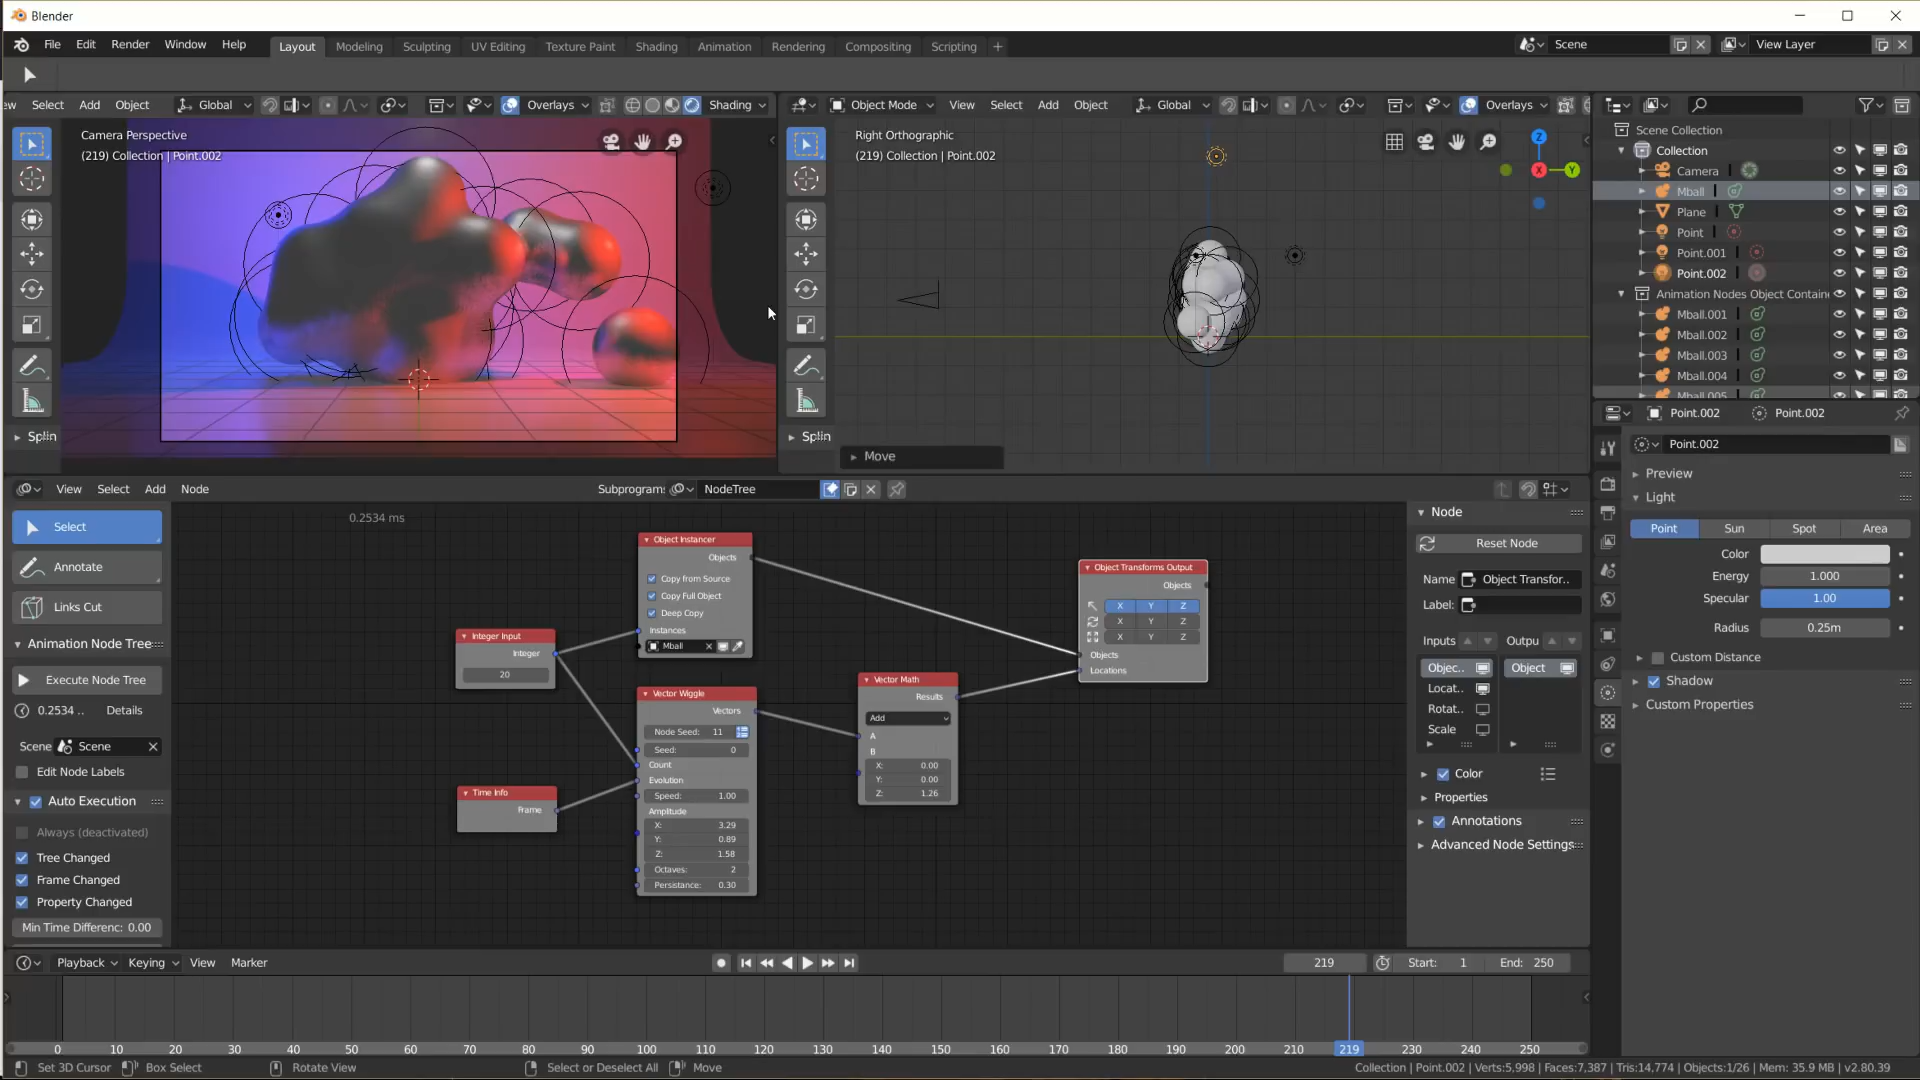 Blender
File Edit Render Window Help Layout Modeling Sculpting UV Editing Texture Paint Shading Animation Rendering Compositing Scripting + Scene View Layer
ew Select Add Object Global Overlays Shading
Object Mode View Select Add Object Global Overlays
Camera Perspective
(219) Collection | Point.002
Right Orthographic
(219) Collection | Point.002
Z
X
Y
Splin
Splin
Move
Scene Collection
Collection
Camera
Mball
Plane
Point
Point.001
Point.002
Animation Nodes Object Contain
Mball.001
Mball.002
Mball.003
Mball.004
Mball.005
Point.002 Point.002
Point.002
Preview
Light
Point Sun Spot Area
Color
Energy 1.000
Specular 1.00
Radius 0.25m
Custom Distance
Shadow
Custom Properties
View Select Add Node Subprogram: NodeTree
Select
Annotate
Links Cut
Animation Node Tree
Execute Node Tree
0.2534 .. Details
Scene Scene
Edit Node Labels
Auto Execution
Always (deactivated)
Tree Changed
Frame Changed
Property Changed
Min Time Differenc: 0.00
0.2534 ms
Integer Input
Integer
20
Time Info
Frame
Object Instancer
Objects
Copy from Source
Copy Full Object
Deep Copy
Instances
Mball
Vector Wiggle
Vectors
Node Seed: 11
Seed: 0
Count
Evolution
Speed: 1.00
Amplitude
X: 3.29
Y: 0.89
Z: 1.58
Octaves: 2
Persistance: 0.30
Vector Math
Results
Add
A
B
X: 0.00
Y: 0.00
Z: 1.26
Object Transforms Output
Objects
X Y Z
X Y Z
X Y Z
Objects
Locations
Node
Reset Node
Name Object Transfor..
Label:
Inputs Outpu
Objec.. Object
Locat..
Rotat..
Scale
Color
Properties
Annotations
Advanced Node Settings
Playback Keying View Marker 219 Start: 1 End: 250
0 10 20 30 40 50 60 70 80 90 100 110 120 130 140 150 160 170 180 190 200 210 219 230 240 250
Set 3D Cursor Box Select Rotate View Select or Deselect All Move Collection | Point.002 | Verts:5,998 | Faces:7,387 | Tris:14,774 | Objects:1/26 | Mem: 35.9 MB | v2.80.39